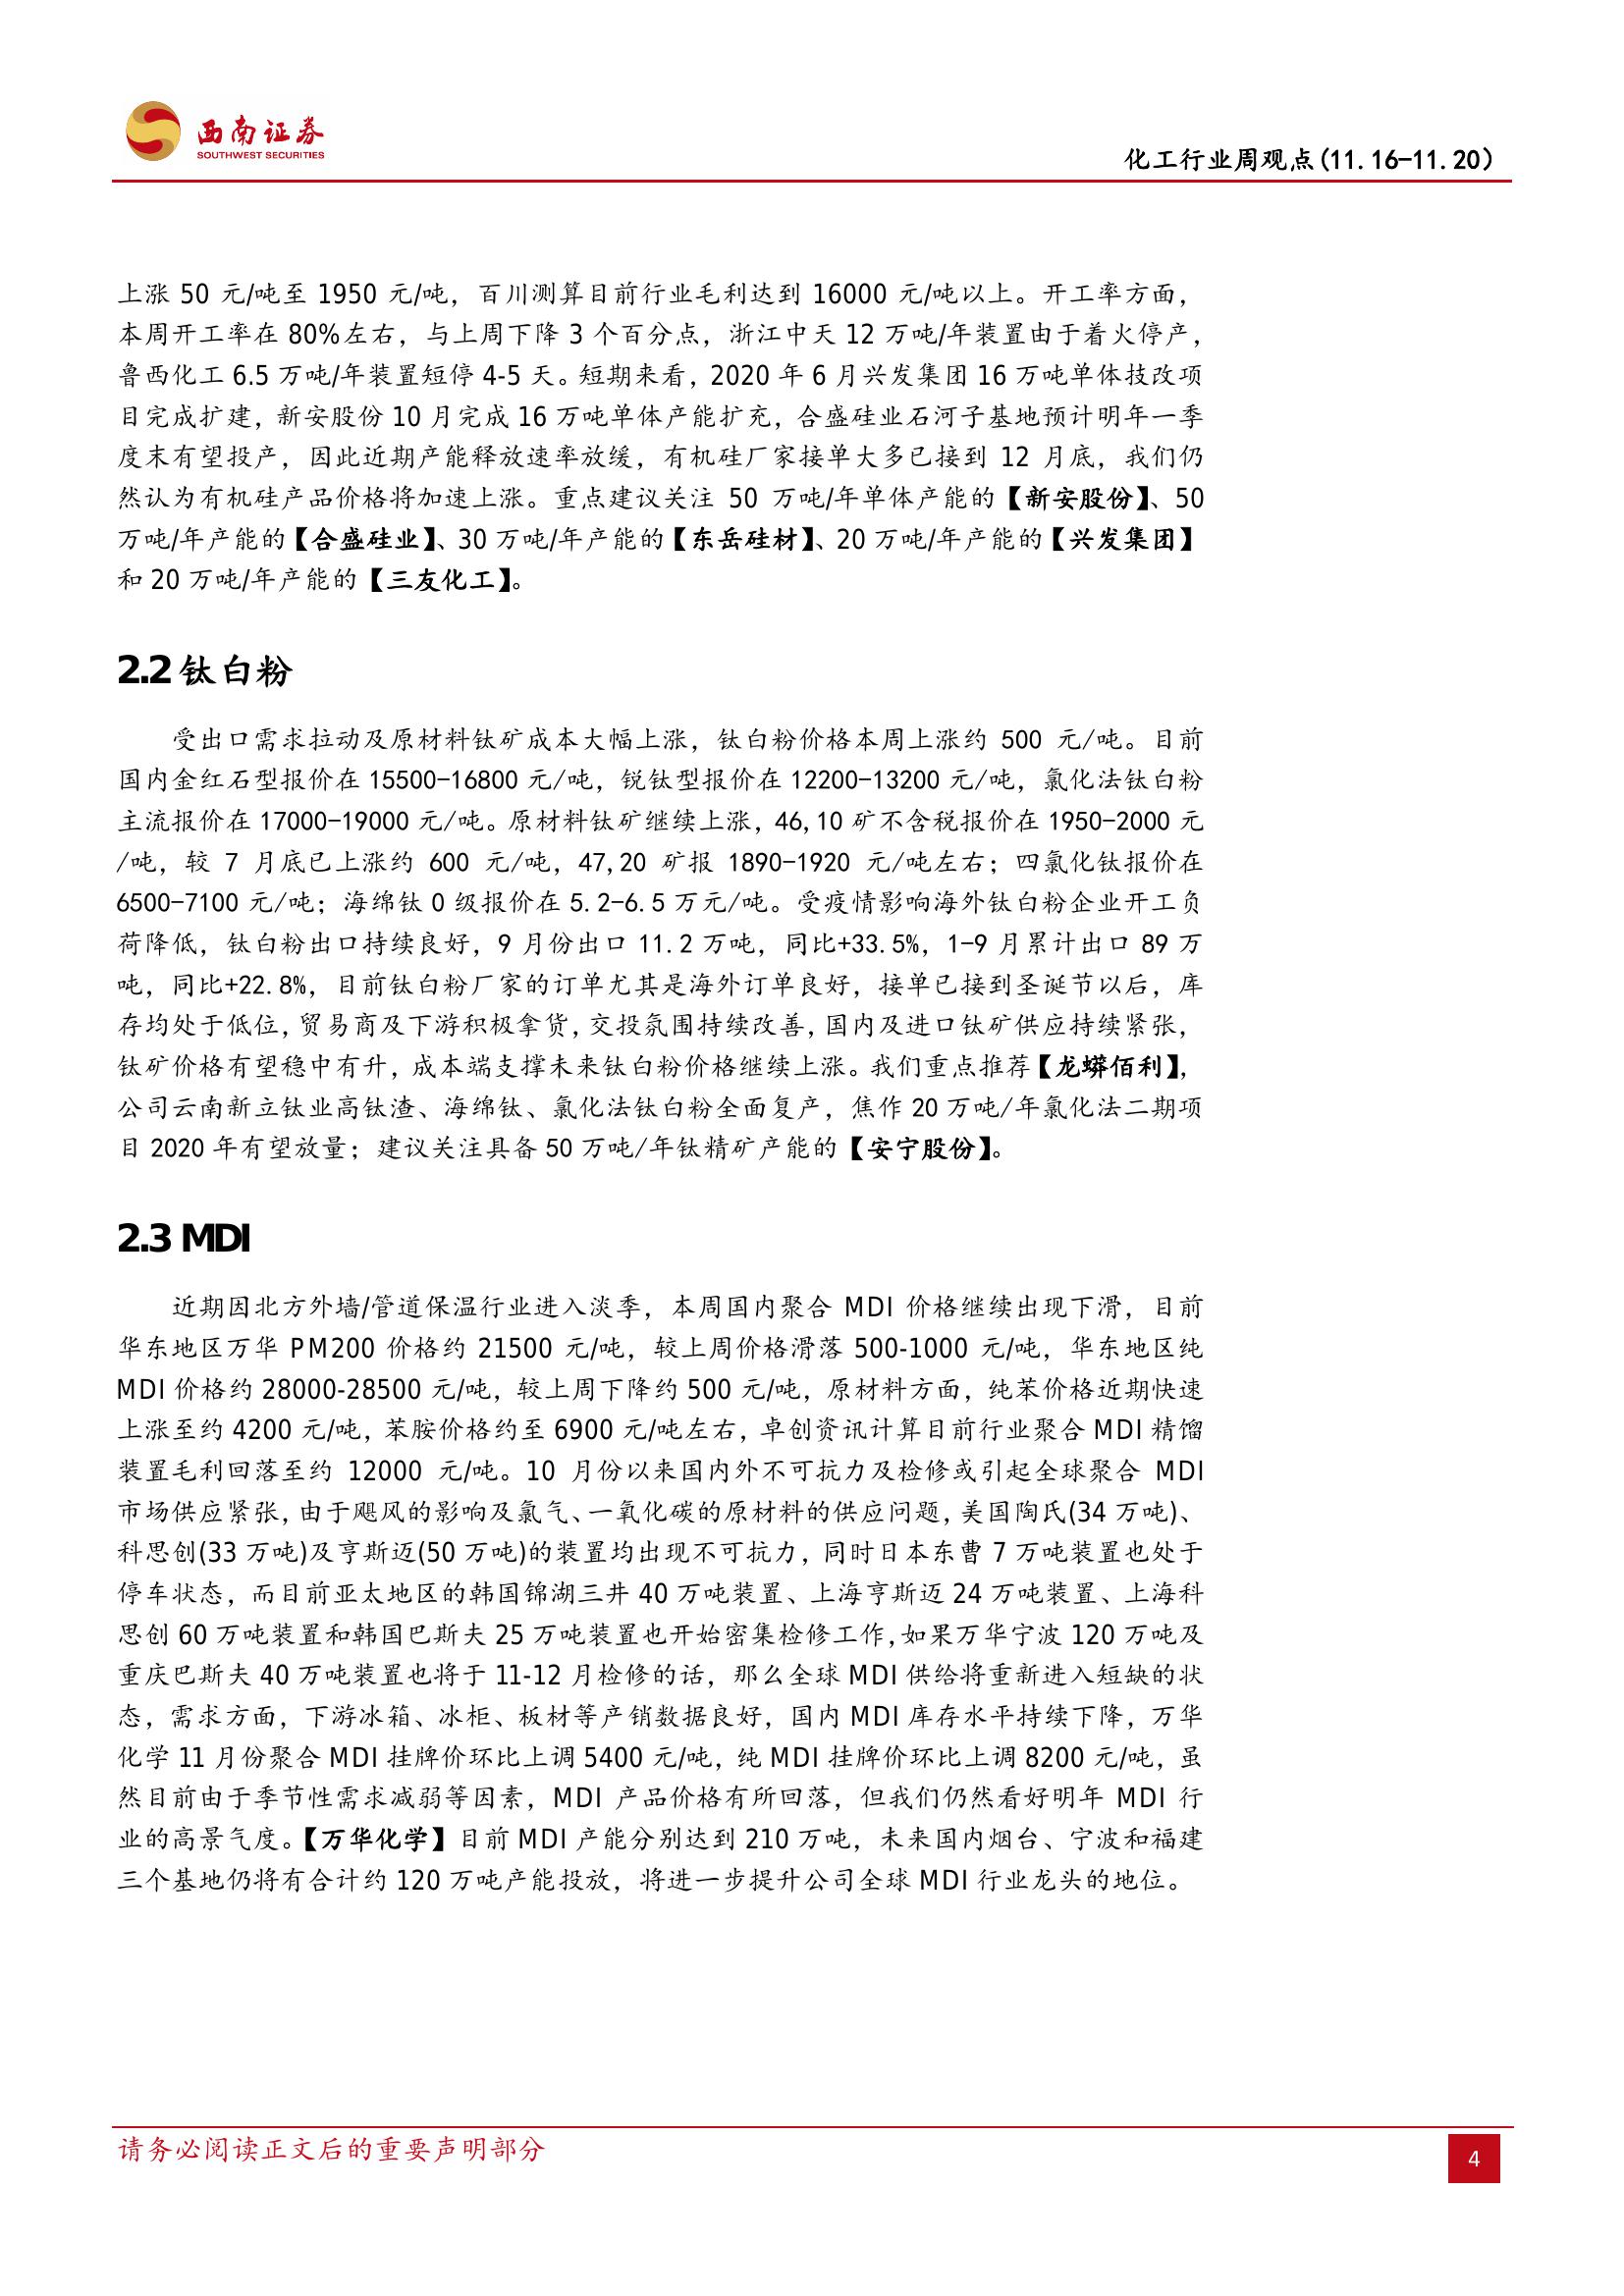 西南证券
SOUTHWEST SECURITIES
化工行业周观点(11.16-11.20)
上涨 50 元/吨至 1950 元/吨，百川测算目前行业毛利达到 16000 元/吨以上。开工率方面，
本周开工率在 80%左右，与上周下降 3 个百分点，浙江中天 12 万吨/年装置由于着火停产，
鲁西化工 6.5 万吨/年装置短停 4-5 天。短期来看，2020 年 6 月兴发集团 16 万吨单体技改项
目完成扩建，新安股份 10 月完成 16 万吨单体产能扩充，合盛硅业石河子基地预计明年一季
度末有望投产，因此近期产能释放速率放缓，有机硅厂家接单大多已接到 12 月底，我们仍
然认为有机硅产品价格将加速上涨。重点建议关注 50 万吨/年单体产能的【新安股份】、50
万吨/年产能的【合盛硅业】、30 万吨/年产能的【东岳硅材】、20 万吨/年产能的【兴发集团】
和 20 万吨/年产能的【三友化工】。
2.2 钛白粉
受出口需求拉动及原材料钛矿成本大幅上涨，钛白粉价格本周上涨约 500 元/吨。目前
国内金红石型报价在 15500-16800 元/吨，锐钛型报价在 12200-13200 元/吨，氯化法钛白粉
主流报价在 17000-19000 元/吨。原材料钛矿继续上涨，46,10 矿不含税报价在 1950-2000 元
/吨，较 7 月底已上涨约 600 元/吨，47,20 矿报 1890-1920 元/吨左右；四氯化钛报价在
6500-7100 元/吨；海绵钛 0 级报价在 5.2-6.5 万元/吨。受疫情影响海外钛白粉企业开工负
荷降低，钛白粉出口持续良好，9 月份出口 11.2 万吨，同比+33.5%，1-9 月累计出口 89 万
吨，同比+22.8%，目前钛白粉厂家的订单尤其是海外订单良好，接单已接到圣诞节以后，库
存均处于低位，贸易商及下游积极拿货，交投氛围持续改善，国内及进口钛矿供应持续紧张，
钛矿价格有望稳中有升，成本端支撑未来钛白粉价格继续上涨。我们重点推荐【龙蟒佰利】，
公司云南新立钛业高钛渣、海绵钛、氯化法钛白粉全面复产，焦作 20 万吨/年氯化法二期项
目 2020 年有望放量；建议关注具备 50 万吨/年钛精矿产能的【安宁股份】。
2.3 MDI
近期因北方外墙/管道保温行业进入淡季，本周国内聚合 MDI 价格继续出现下滑，目前
华东地区万华 PM200 价格约 21500 元/吨，较上周价格滑落 500-1000 元/吨，华东地区纯
MDI 价格约 28000-28500 元/吨，较上周下降约 500 元/吨，原材料方面，纯苯价格近期快速
上涨至约 4200 元/吨，苯胺价格约至 6900 元/吨左右，卓创资讯计算目前行业聚合 MDI 精馏
装置毛利回落至约 12000 元/吨。10 月份以来国内外不可抗力及检修或引起全球聚合 MDI
市场供应紧张，由于飓风的影响及氯气、一氧化碳的原材料的供应问题，美国陶氏(34 万吨)、
科思创(33 万吨)及亨斯迈(50 万吨)的装置均出现不可抗力，同时日本东曹 7 万吨装置也处于
停车状态，而目前亚太地区的韩国锦湖三井 40 万吨装置、上海亨斯迈 24 万吨装置、上海科
思创 60 万吨装置和韩国巴斯夫 25 万吨装置也开始密集检修工作，如果万华宁波 120 万吨及
重庆巴斯夫 40 万吨装置也将于 11-12 月检修的话，那么全球 MDI 供给将重新进入短缺的状
态，需求方面，下游冰箱、冰柜、板材等产销数据良好，国内 MDI 库存水平持续下降，万华
化学 11 月份聚合 MDI 挂牌价环比上调 5400 元/吨，纯 MDI 挂牌价环比上调 8200 元/吨，虽
然目前由于季节性需求减弱等因素，MDI 产品价格有所回落，但我们仍然看好明年 MDI 行
业的高景气度。【万华化学】目前 MDI 产能分别达到 210 万吨，未来国内烟台、宁波和福建
三个基地仍将有合计约 120 万吨产能投放，将进一步提升公司全球 MDI 行业龙头的地位。
请务必阅读正文后的重要声明部分
4